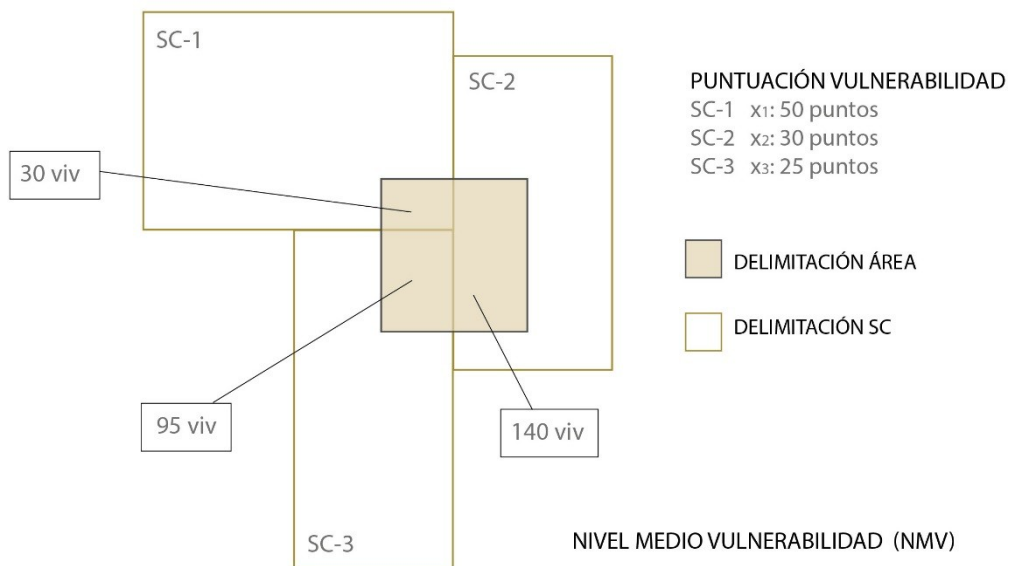 SC-1
SC-2
30 viv
95 viv
140 viv
SC-3
PUNTUACIÓN VULNERABILIDAD
SC-1 x1: 50 puntos
SC-2 x2: 30 puntos
SC-3 x3: 25 puntos
DELIMITACIÓN ÁREA
DELIMITACIÓN SC
NIVEL MEDIO VULNERABILIDAD (NMV)